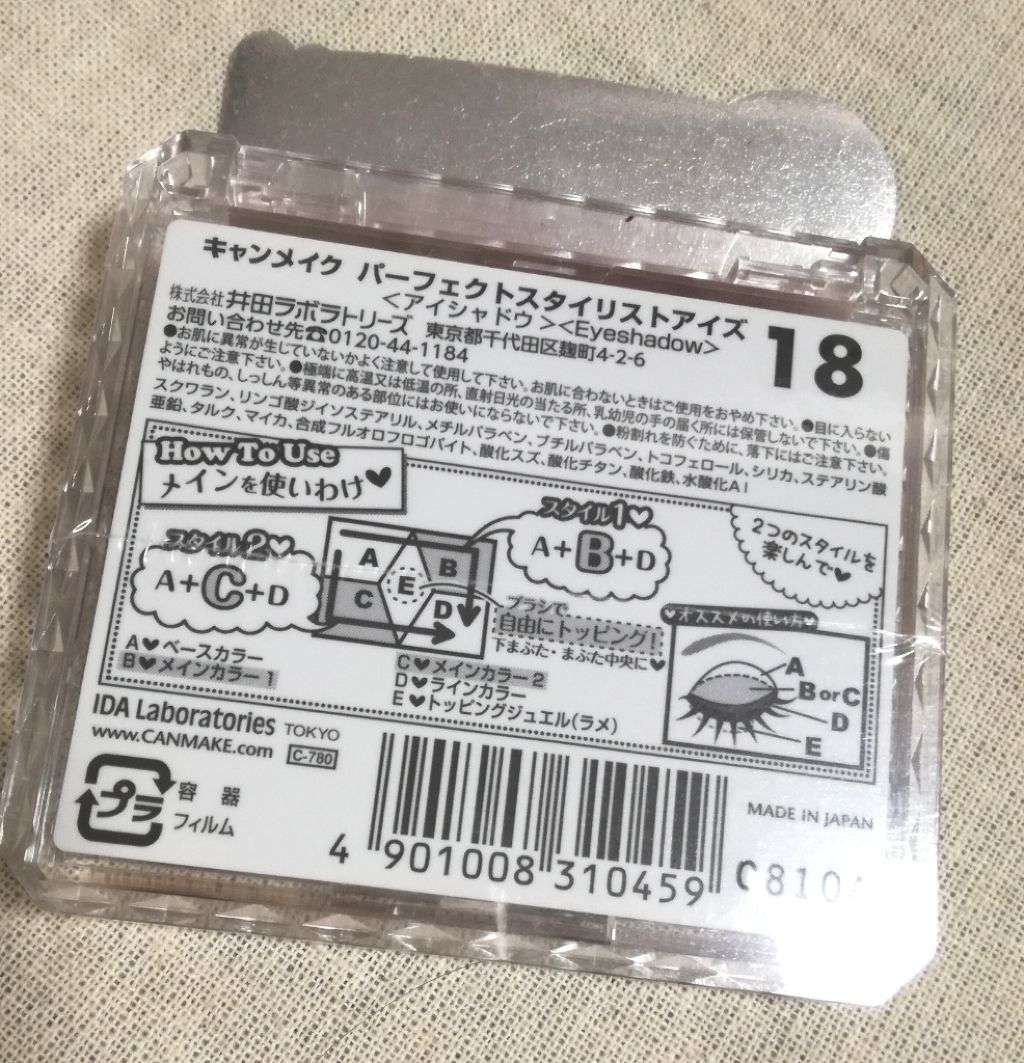 キャンメイク パーフェクトスタイリストアイズ
<アイシャドウ><Eyeshadow>
18
株式会社 井田ラボラトリーズ 東京都千代田区麹町4-2-6
お問い合わせ先☎0120-44-1184
●お肌に異常が生じていないかよく注意して使用して下さい。お肌に合わないときはご使用をおやめ下さい。●目に入らない
ようにご注意下さい。●極端に高温又は低温の所、直射日光の当たる所、乳幼児の手の届く所には保管しないで下さい。●傷
やはれもの、しっしん等異常のある部位にはお使いにならないで下さい。●粉割れを防ぐために、落下にはご注意下さい。
スクワラン、リンゴ酸ジイソステアリル、メチルパラベン、ブチルパラベン、トコフェロール、シリカ、ステアリン酸
亜鉛、タルク、マイカ、合成フルオロフロゴパイト、酸化スズ、酸化チタン、酸化鉄、水酸化Al
How To Use
メインを使いわけ♥
スタイル1♥
A+B+D
2つのスタイルを
楽しんで♥
スタイル2♥
A+C+D
A
B
C
D
E
ブラシで
自由にトッピング!
下まぶた・まぶた中央に♥
♥オススメの使い方♥
A
B or C
D
E
A♥ベースカラー
B♥メインカラー1
C♥メインカラー2
D♥ラインカラー
E♥トッピングジュエル(ラメ)
IDA Laboratories TOKYO
www.CANMAKE.com C-780
プラ
容 器
フィルム
4 901008 310459
MADE IN JAPAN
C810